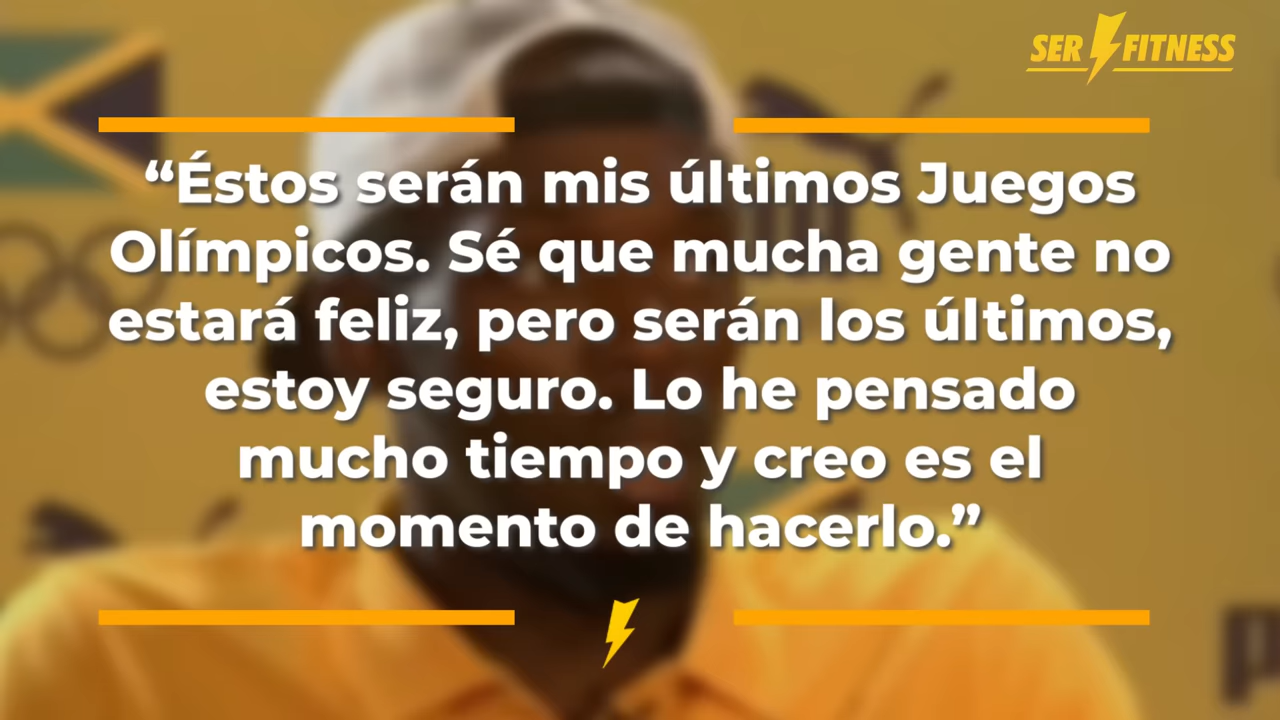 SER FITNESS
“Éstos serán mis últimos Juegos
Olímpicos. Sé que mucha gente no
estará feliz, pero serán los últimos,
estoy seguro. Lo he pensado
mucho tiempo y creo es el
momento de hacerlo.”